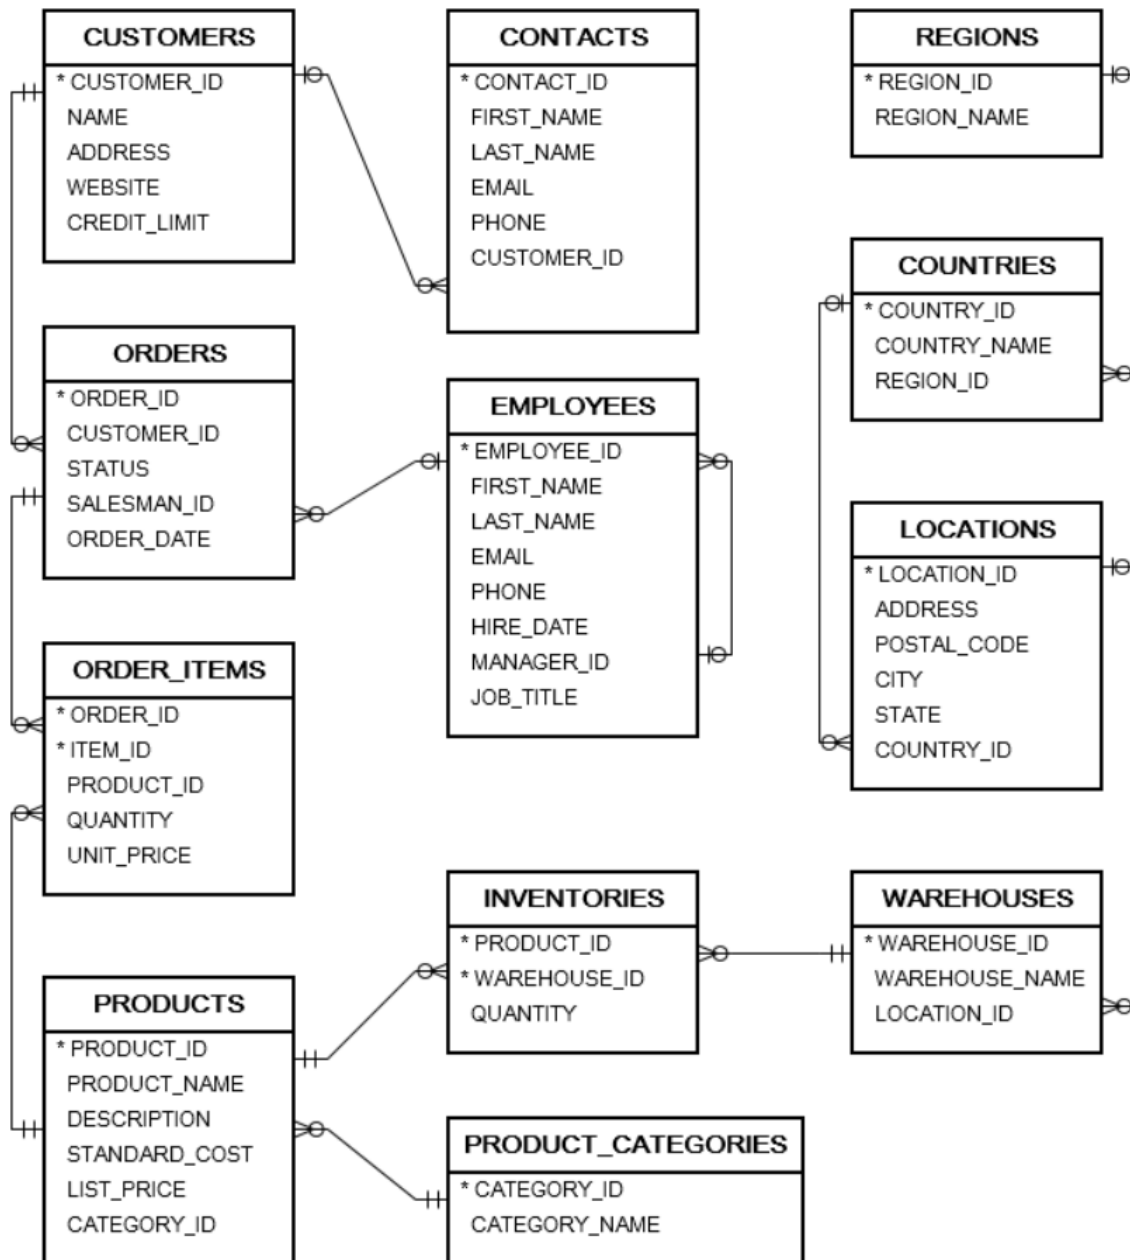 CUSTOMERS
* CUSTOMER_ID
NAME
ADDRESS
WEBSITE
CREDIT_LIMIT
CONTACTS
* CONTACT_ID
FIRST_NAME
LAST_NAME
EMAIL
PHONE
CUSTOMER_ID
REGIONS
* REGION_ID
REGION_NAME
COUNTRIES
* COUNTRY_ID
COUNTRY_NAME
REGION_ID
ORDERS
* ORDER_ID
CUSTOMER_ID
STATUS
SALESMAN_ID
ORDER_DATE
EMPLOYEES
* EMPLOYEE_ID
FIRST_NAME
LAST_NAME
EMAIL
PHONE
HIRE_DATE
MANAGER_ID
JOB_TITLE
LOCATIONS
* LOCATION_ID
ADDRESS
POSTAL_CODE
CITY
STATE
COUNTRY_ID
ORDER_ITEMS
* ORDER_ID
* ITEM_ID
PRODUCT_ID
QUANTITY
UNIT_PRICE
INVENTORIES
* PRODUCT_ID
* WAREHOUSE_ID
QUANTITY
WAREHOUSES
* WAREHOUSE_ID
WAREHOUSE_NAME
LOCATION_ID
PRODUCTS
* PRODUCT_ID
PRODUCT_NAME
DESCRIPTION
STANDARD_COST
LIST_PRICE
CATEGORY_ID
PRODUCT_CATEGORIES
* CATEGORY_ID
CATEGORY_NAME